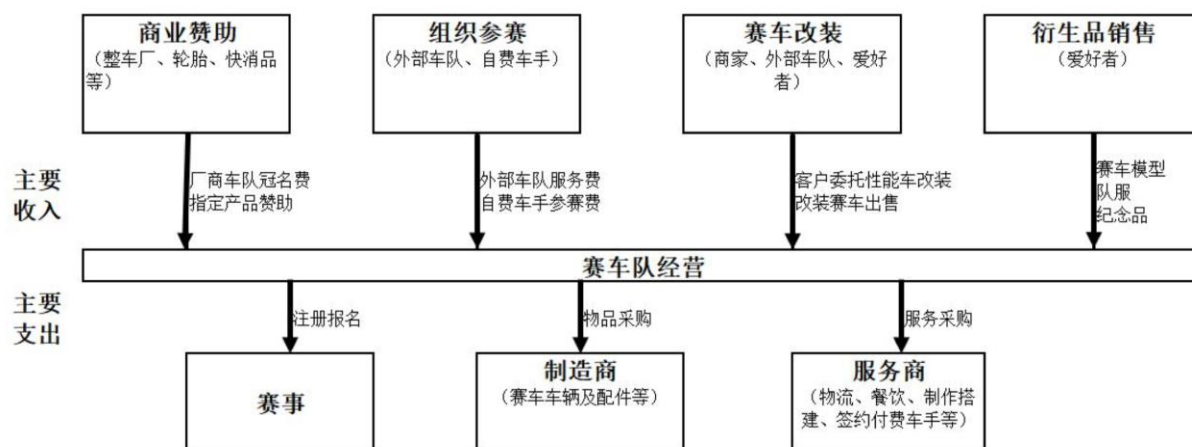 商业赞助
（整车厂、轮胎、快消品
等）
组织参赛
（外部车队、自费车手）
赛车改装
（商家、外部车队、爱好
者）
衍生品销售
（爱好者）
主要
收入
厂商车队冠名费
指定产品赞助
外部车队服务费
自费车手参赛费
客户委托性能车改装
改装赛车出售
赛车模型
队服
纪念品
赛车队经营
主要
支出
注册报名
物品采购
服务采购
赛事
制造商
（赛车车辆及配件等）
服务商
（物流、餐饮、制作搭
建、签约付费车手等）